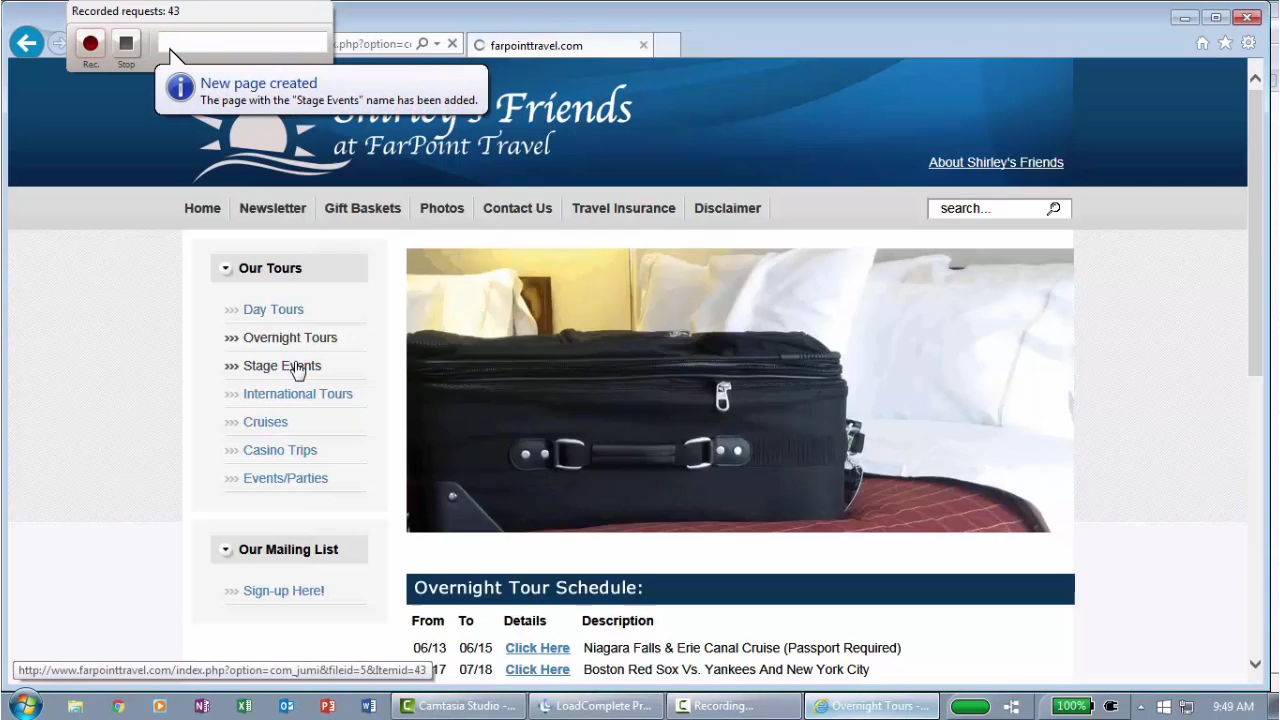 Recorded requests: 43
Rec.
Stop
.php?option=c
farpointtravel.com
New page created
The page with the "Stage Events" name has been added.
Shirley's Friends
at FarPoint Travel
About Shirley's Friends
Home
Newsletter
Gift Baskets
Photos
Contact Us
Travel Insurance
Disclaimer
search...
Our Tours
Day Tours
Overnight Tours
Stage Events
International Tours
Cruises
Casino Trips
Events/Parties
Our Mailing List
Sign-up Here!
Overnight Tour Schedule:
From To Details Description
06/13 06/15 Click Here Niagara Falls & Erie Canal Cruise (Passport Required)
17 07/18 Click Here Boston Red Sox Vs. Yankees And New York City
http://www.farpointtravel.com/index.php?option=com_jumi&fileid=5&Itemid=43
Camtasia Studio -...
LoadComplete Pr...
Recording...
Overnight Tours -...
100%
9:49 AM